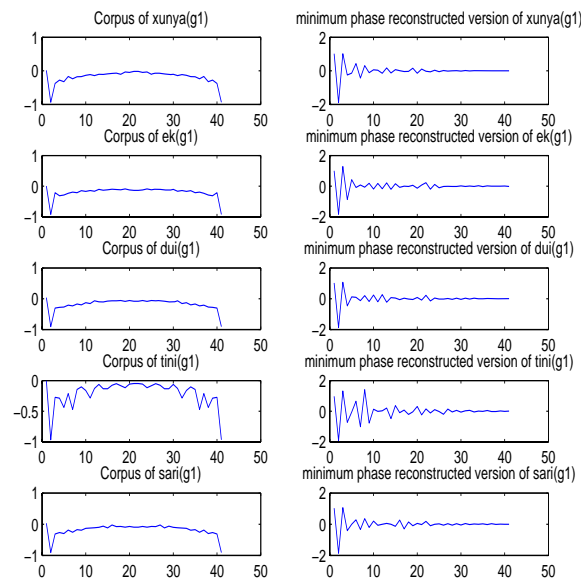 Corpus of xunya(g1) minimum phase reconstructed version of xunya(g1)
1 2
0 0
−1 −2
0 10 20 30 40 50 0 10 20 30 40 50
Corpus of ek(g1) minimum phase reconstructed version of ek(g1)
1 2
0 0
−1 −2
0 10 20 30 40 50 0 10 20 30 40 50
Corpus of dui(g1) minimum phase reconstructed version of dui(g1)
1 2
0 0
−1 −2
0 10 20 30 40 50 0 10 20 30 40 50
Corpus of tini(g1) minimum phase reconstructed version of tini(g1)
0 2
−0.5 0
−1 −2
0 10 20 30 40 50 0 10 20 30 40 50
Corpus of sari(g1) minimum phase reconstructed version of sari(g1)
1 2
0 0
−1 −2
0 10 20 30 40 50 0 10 20 30 40 50